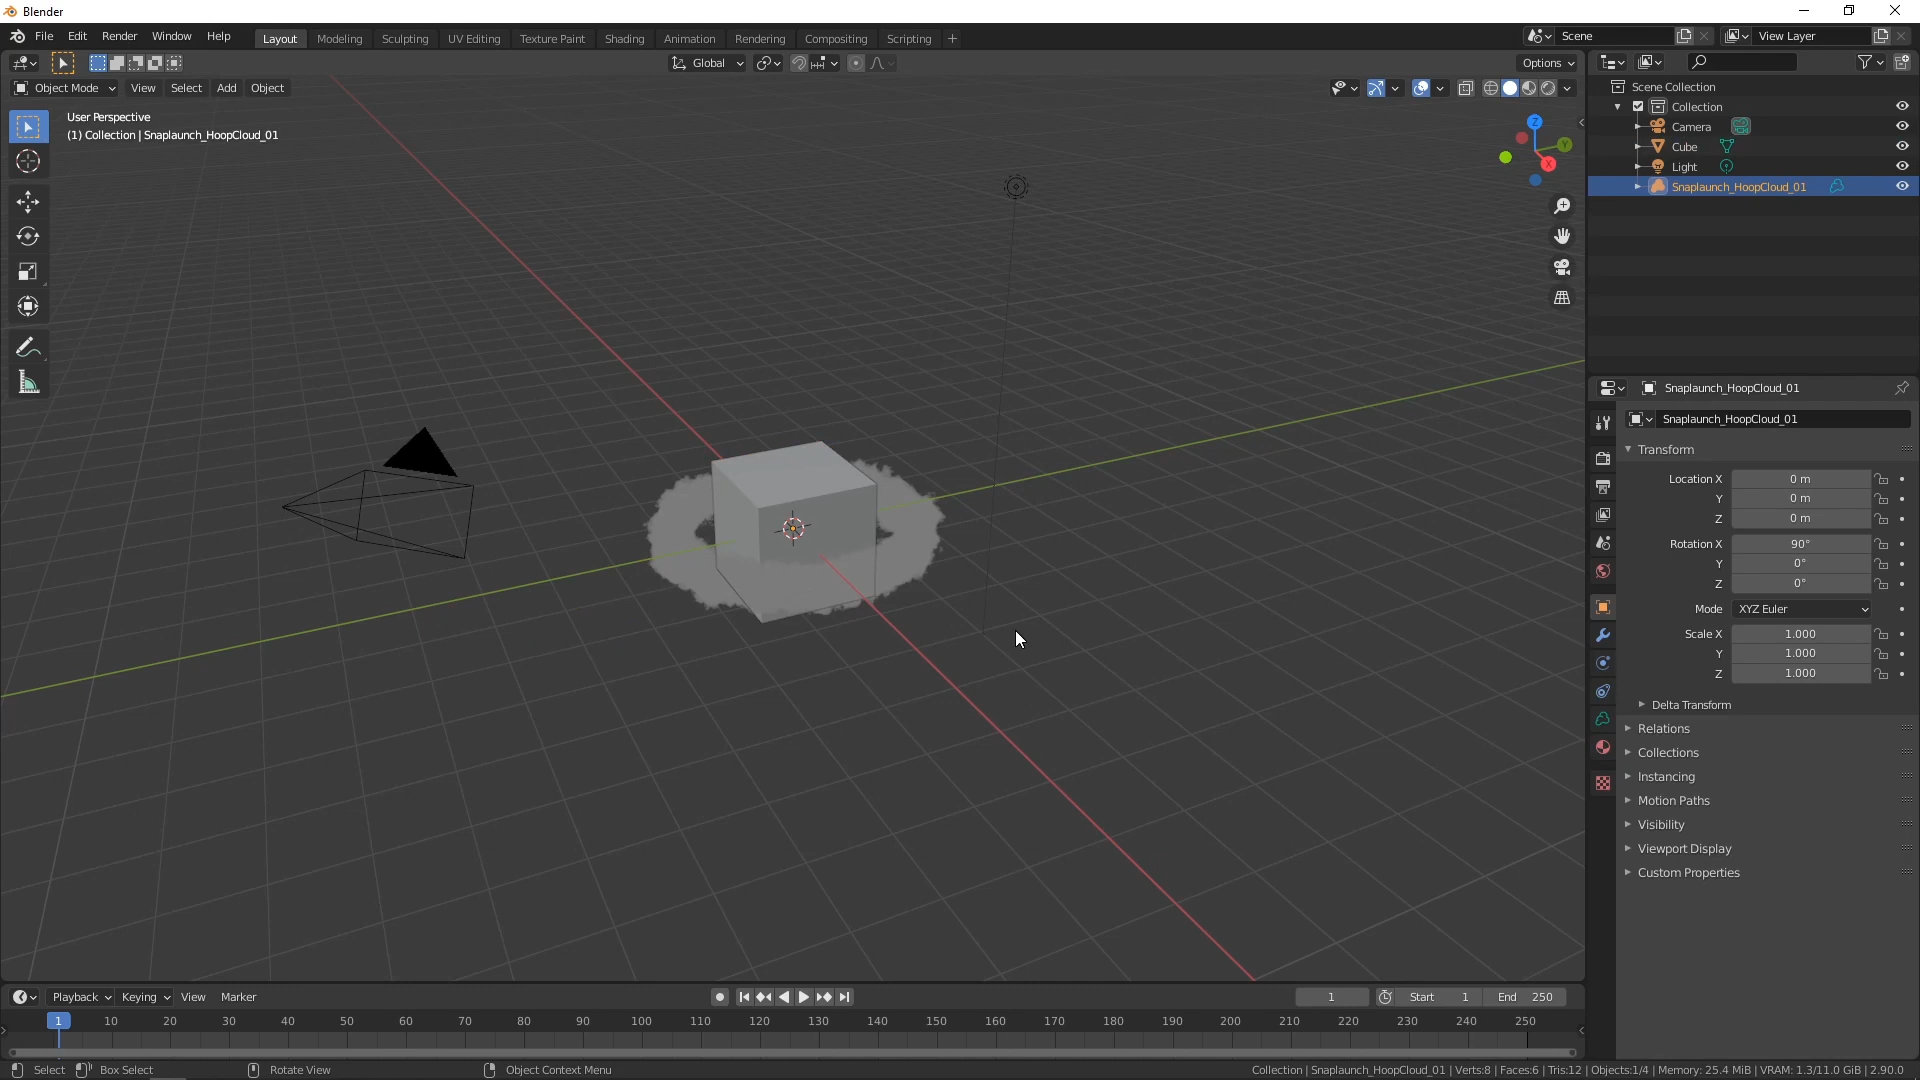 Blender
File Edit Render Window Help Layout Modeling Sculpting UV Editing Texture Paint Shading Animation Rendering Compositing Scripting + Scene View Layer
Global Options
Object Mode View Select Add Object
User Perspective
(1) Collection | Snaplaunch_HoopCloud_01
Z
Y
X
Scene Collection
Collection
Camera
Cube
Light
Snaplaunch_HoopCloud_01
Snaplaunch_HoopCloud_01
Snaplaunch_HoopCloud_01
Transform
Location X 0 m
Y 0 m
Z 0 m
Rotation X 90°
Y 0°
Z 0°
Mode XYZ Euler
Scale X 1.000
Y 1.000
Z 1.000
Delta Transform
Relations
Collections
Instancing
Motion Paths
Visibility
Viewport Display
Custom Properties
Playback Keying View Marker 1 Start 1 End 250
1 10 20 30 40 50 60 70 80 90 100 110 120 130 140 150 160 170 180 190 200 210 220 230 240 250
Select Box Select Rotate View Object Context Menu Collection | Snaplaunch_HoopCloud_01 | Verts:8 | Faces:6 | Tris:12 | Objects:1/4 | Memory: 25.4 MiB | VRAM: 1.3/11.0 GiB | 2.90.0